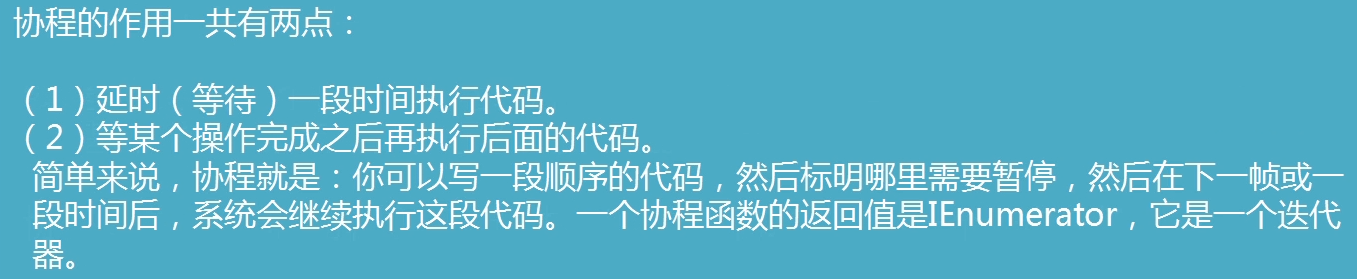 协程的作用一共有两点：
（1）延时（等待）一段时间执行代码。
（2）等某个操作完成之后再执行后面的代码。
简单来说，协程就是：你可以写一段顺序的代码，然后标明哪里需要暂停，然后在下一帧或一
段时间后，系统会继续执行这段代码。一个协程函数的返回值是IEnumerator，它是一个迭代
器。